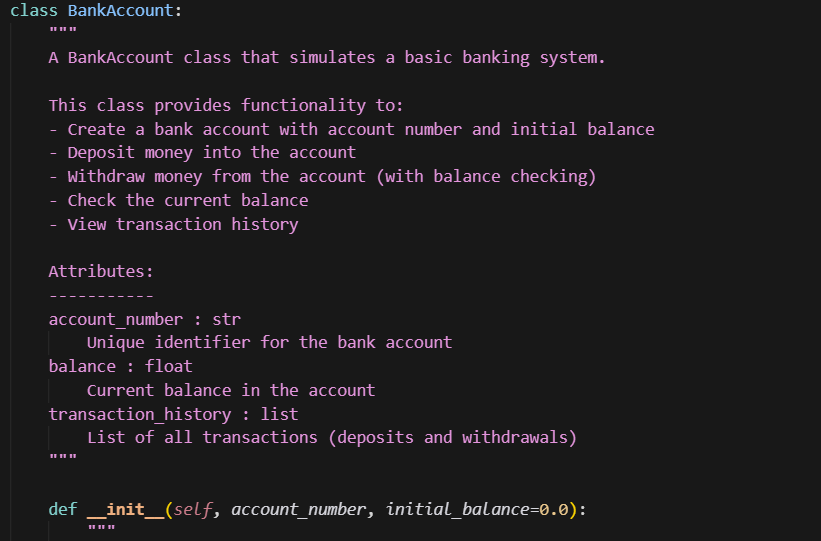 class BankAccount:
"""
A BankAccount class that simulates a basic banking system.
This class provides functionality to:
- Create a bank account with account number and initial balance
- Deposit money into the account
- Withdraw money from the account (with balance checking)
- Check the current balance
- View transaction history
Attributes:
-----------
account_number : str
Unique identifier for the bank account
balance : float
Current balance in the account
transaction_history : list
List of all transactions (deposits and withdrawals)
"""
def __init__(self, account_number, initial_balance=0.0):
"""